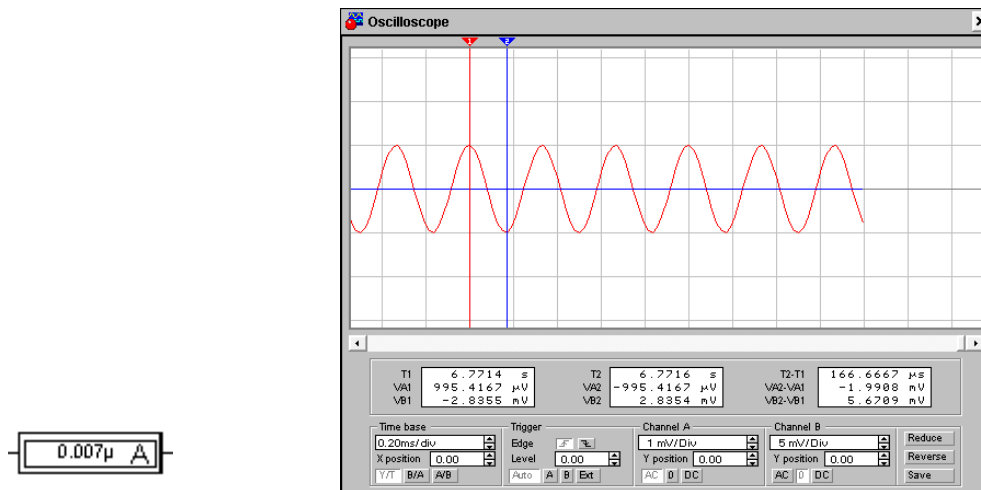 Oscilloscope
1 2
T1 6.7714 s T2 6.7716 s T2-T1 166.6667 µs
VA1 995.4167 µV VA2 -995.4167 µV VA2-VA1 -1.9908 mV
VB1 -2.8355 mV VB2 2.8354 mV VB2-VB1 5.6709 mV
Time base Trigger Channel A Channel B
0.20ms/div Edge 1 mV/Div 5 mV/Div Reduce
X position 0.00 Level 0.00 Y position 0.00 Y position 0.00 Reverse
Y/T B/A A/B Auto A B Ext AC 0 DC AC 0 DC Save
0.007µ A